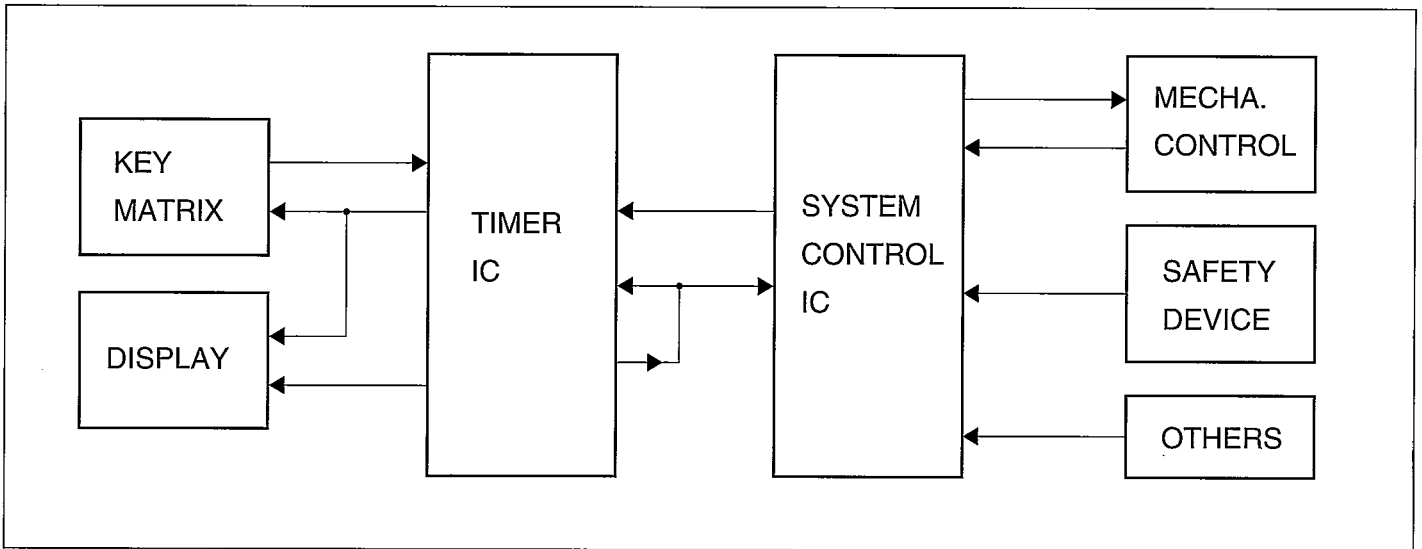 KEY
MATRIX
DISPLAY
TIMER
IC
SYSTEM
CONTROL
IC
MECHA.
CONTROL
SAFETY
DEVICE
OTHERS